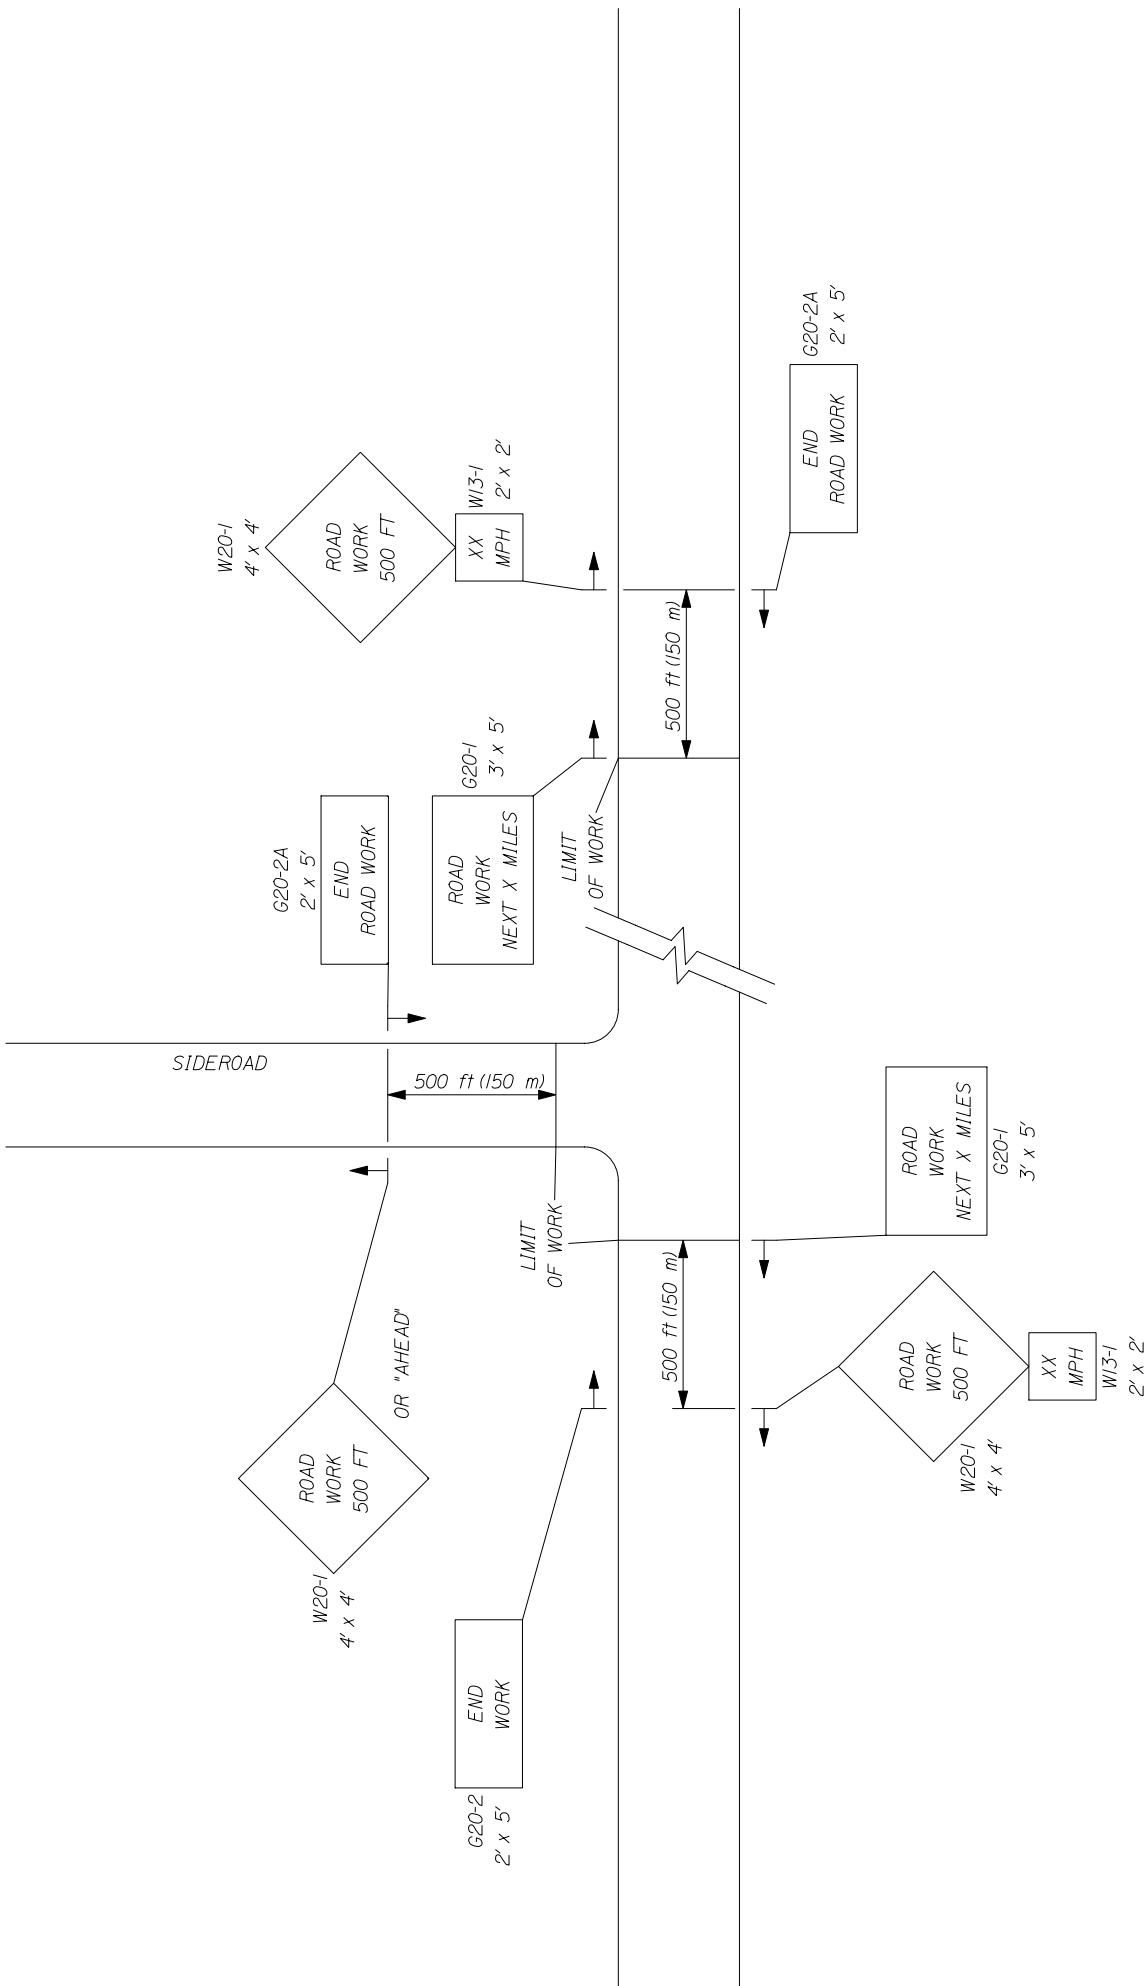 W20-1
4' x 4'
ROAD
WORK
500 FT
XX
MPH
W13-1
2' x 2'
G20-2A
2' x 5'
END
ROAD WORK
G20-1
3' x 5'
ROAD
WORK
NEXT X MILES
LIMIT
OF WORK
500 ft (150 m)
G20-2A
2' x 5'
END
ROAD WORK
SIDEROAD
500 ft (150 m)
ROAD
WORK
500 FT
OR "AHEAD"
W20-1
4' x 4'
LIMIT
OF WORK
500 ft (150 m)
ROAD
WORK
NEXT X MILES
G20-1
3' x 5'
ROAD
WORK
500 FT
W20-1
4' x 4'
XX
MPH
W13-1
2' x 2'
END
WORK
G20-2
2' x 5'